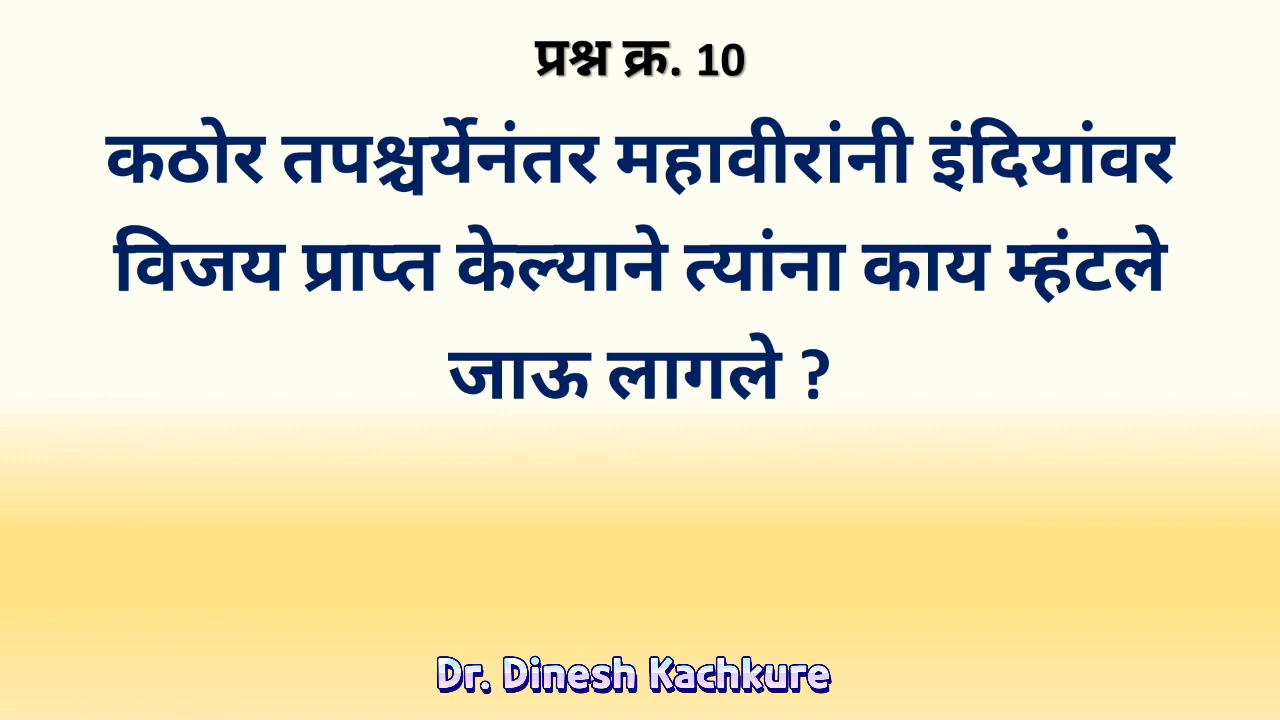 प्रश्न क्र. 10
कठोर तपश्चर्येनंतर महावीरांनी इंदियांवर
विजय प्राप्त केल्याने त्यांना काय म्हंटले
जाऊ लागले ?
Dr. Dinesh Kachkure